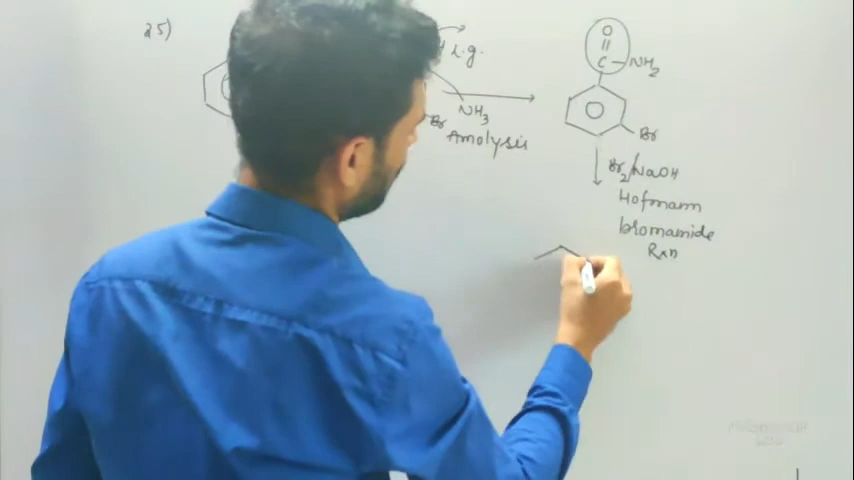 25)
L.g.
NH3
Br
Amolysis
O
C
NH2
Br
Br2/NaOH
Hofmann
bromamide
Rxn